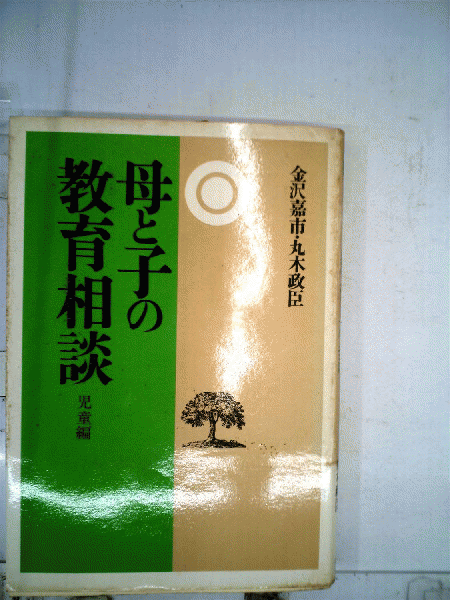 金沢嘉市・丸木政臣
母と子の
教育相談
児童編